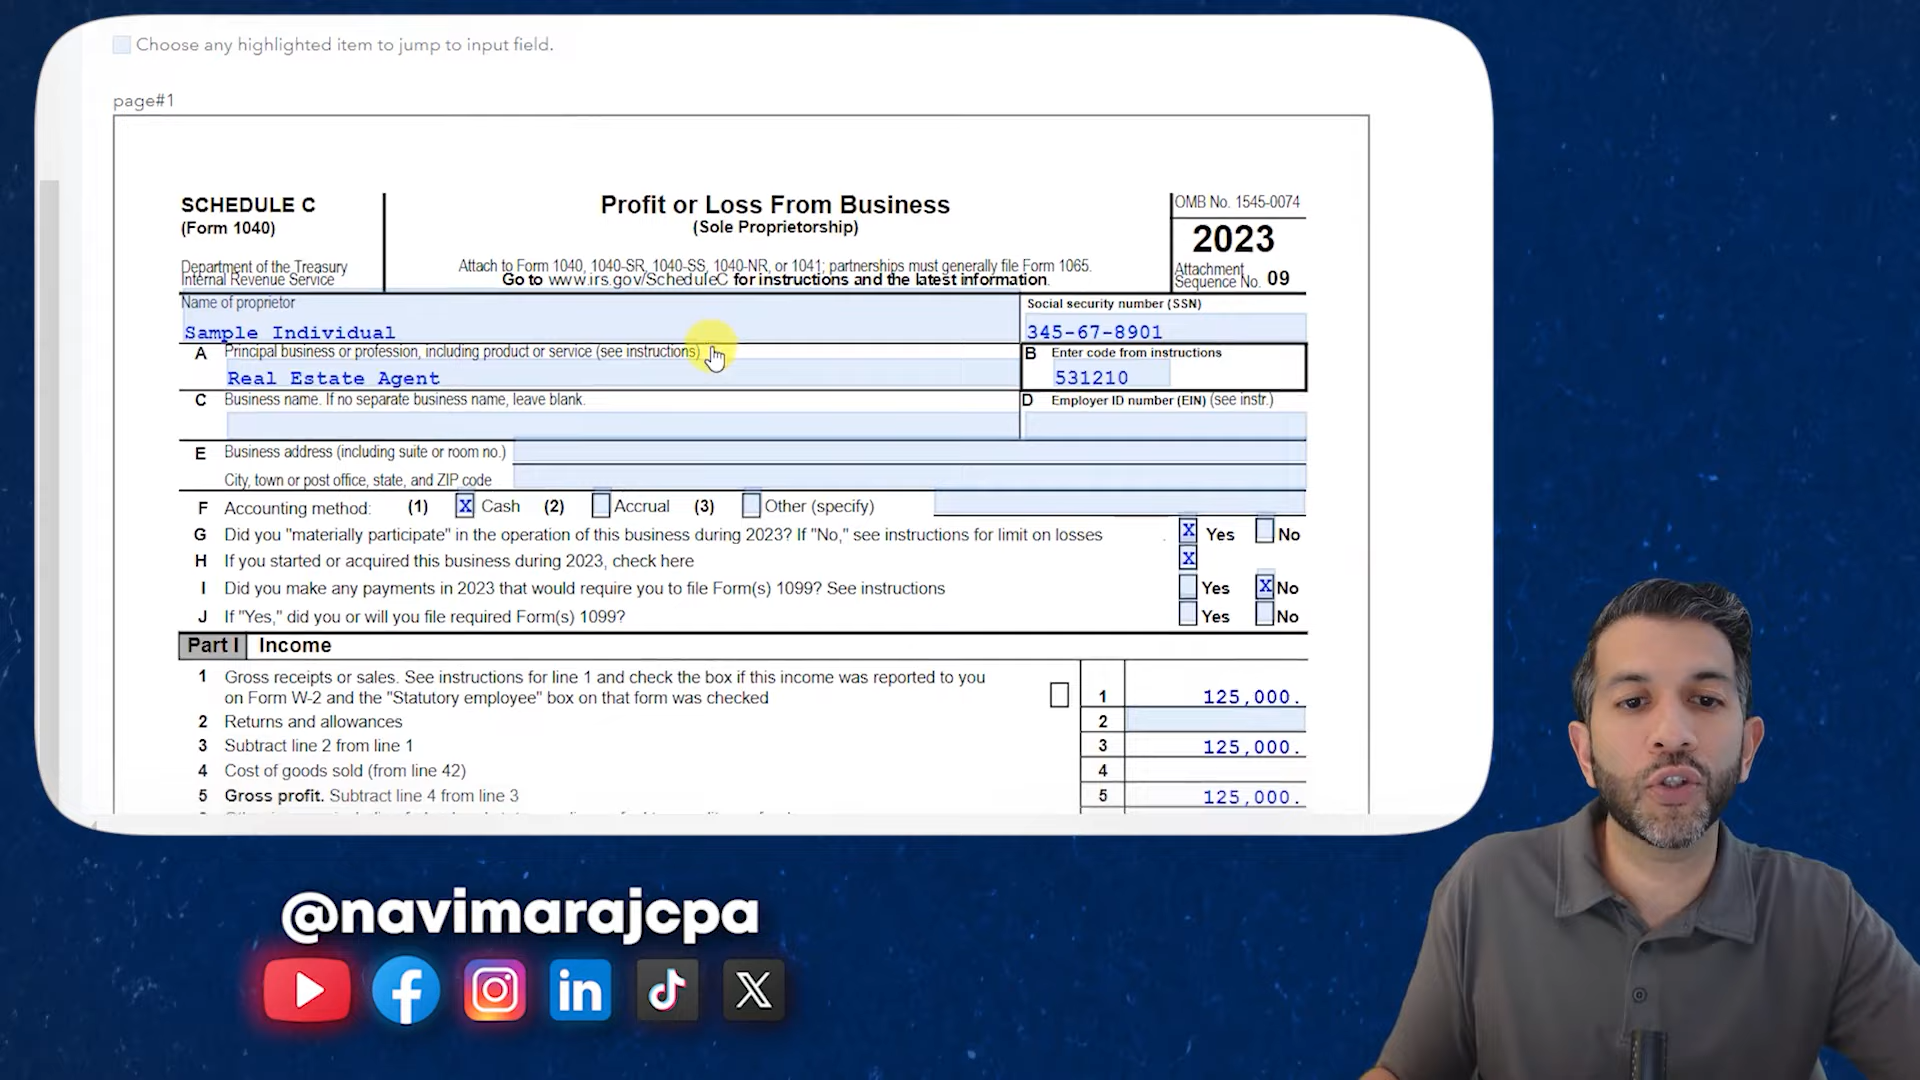 Choose any highlighted item to jump to input field.
page#1
SCHEDULE C
(Form 1040)
Department of the Treasury
Internal Revenue Service
Profit or Loss From Business
(Sole Proprietorship)
Attach to Form 1040, 1040-SR, 1040-SS, 1040-NR, or 1041; partnerships must generally file Form 1065.
Go to www.irs.gov/ScheduleC for instructions and the latest information.
OMB No. 1545-0074
2023
Attachment
Sequence No. 09
Name of proprietor
Sample Individual
Social security number (SSN)
345-67-8901
A Principal business or profession, including product or service (see instructions)
Real Estate Agent
B Enter code from instructions
531210
C Business name. If no separate business name, leave blank.
D Employer ID number (EIN) (see instr.)
E Business address (including suite or room no.)
City, town or post office, state, and ZIP code
F Accounting method: (1) X Cash (2) Accrual (3) Other (specify)
G Did you "materially participate" in the operation of this business during 2023? If "No," see instructions for limit on losses . X Yes No
H If you started or acquired this business during 2023, check here X
I Did you make any payments in 2023 that would require you to file Form(s) 1099? See instructions Yes X No
J If "Yes," did you or will you file required Form(s) 1099? Yes No
Part I Income
1 Gross receipts or sales. See instructions for line 1 and check the box if this income was reported to you
on Form W-2 and the "Statutory employee" box on that form was checked 1 125,000.
2 Returns and allowances 2
3 Subtract line 2 from line 1 3 125,000.
4 Cost of goods sold (from line 42) 4
5 Gross profit. Subtract line 4 from line 3 5 125,000.
@navimarajcpa